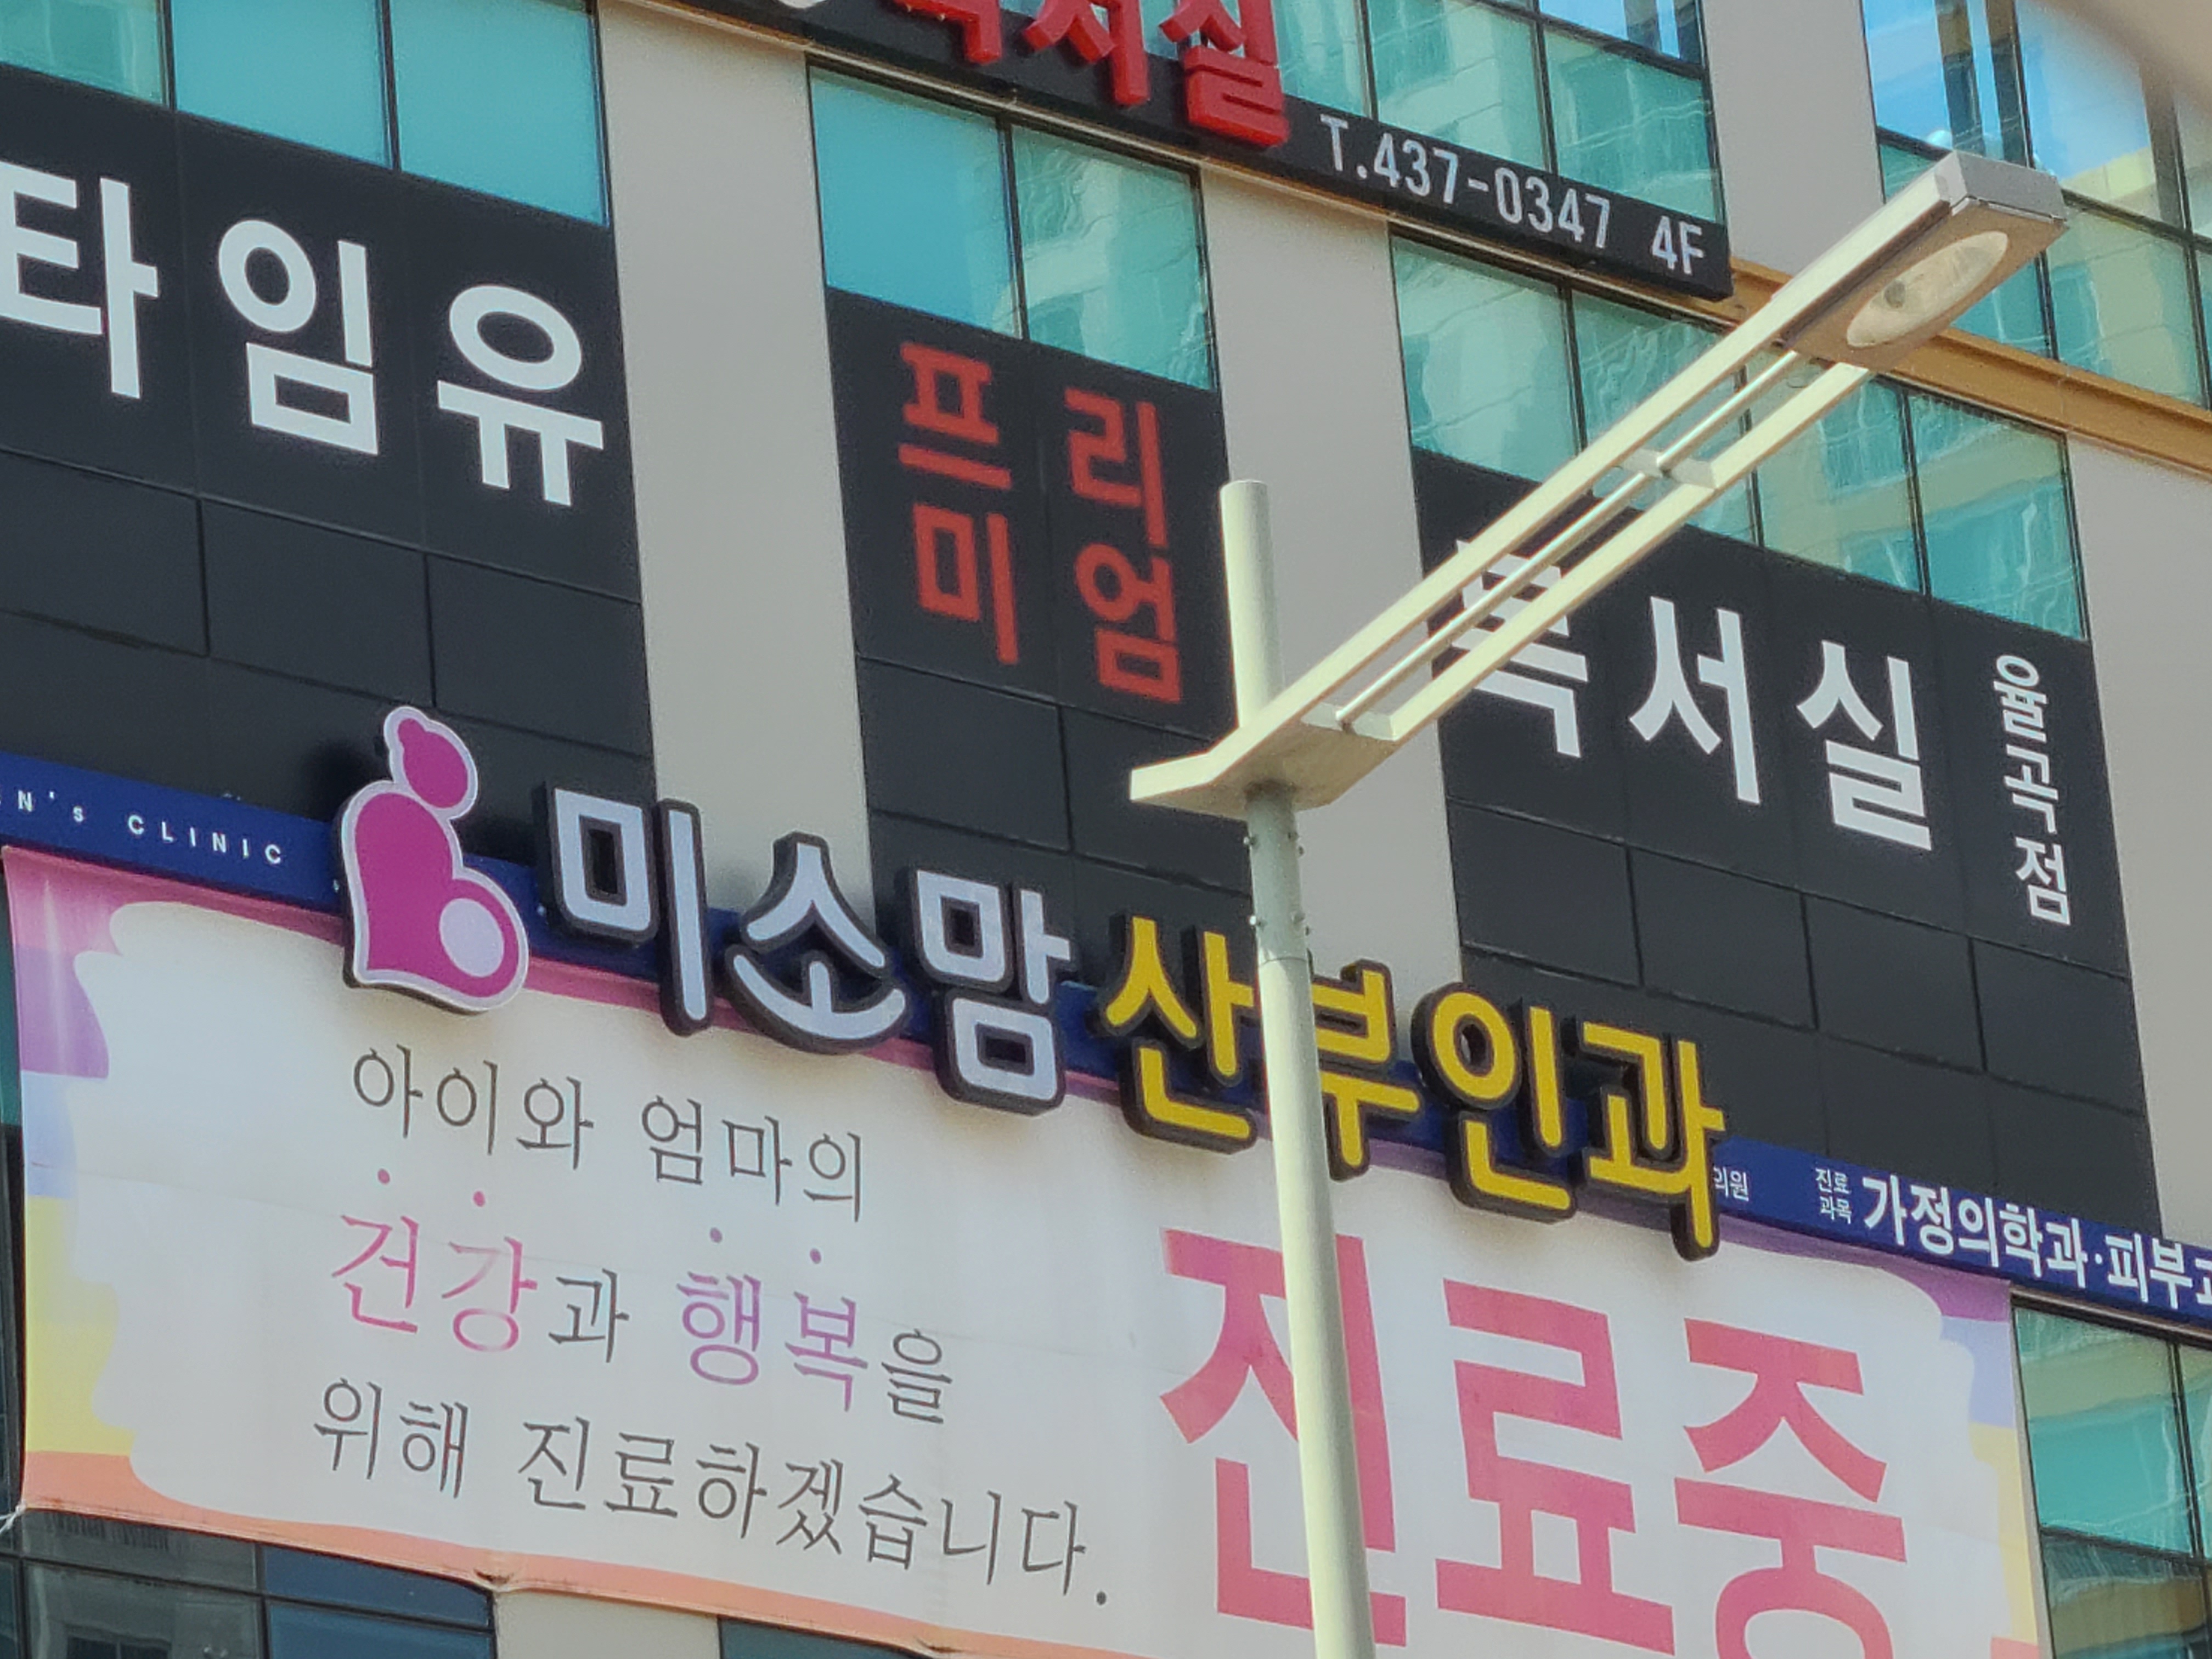 독서실
T.437-0347 4F
타임유
프리
미엄
독서실
율곡점
N's CLINIC
미소맘산부인과
의원
진료
과목
가정의학과·피부과
아이와 엄마의
건강과 행복을
위해 진료하겠습니다.
진료중